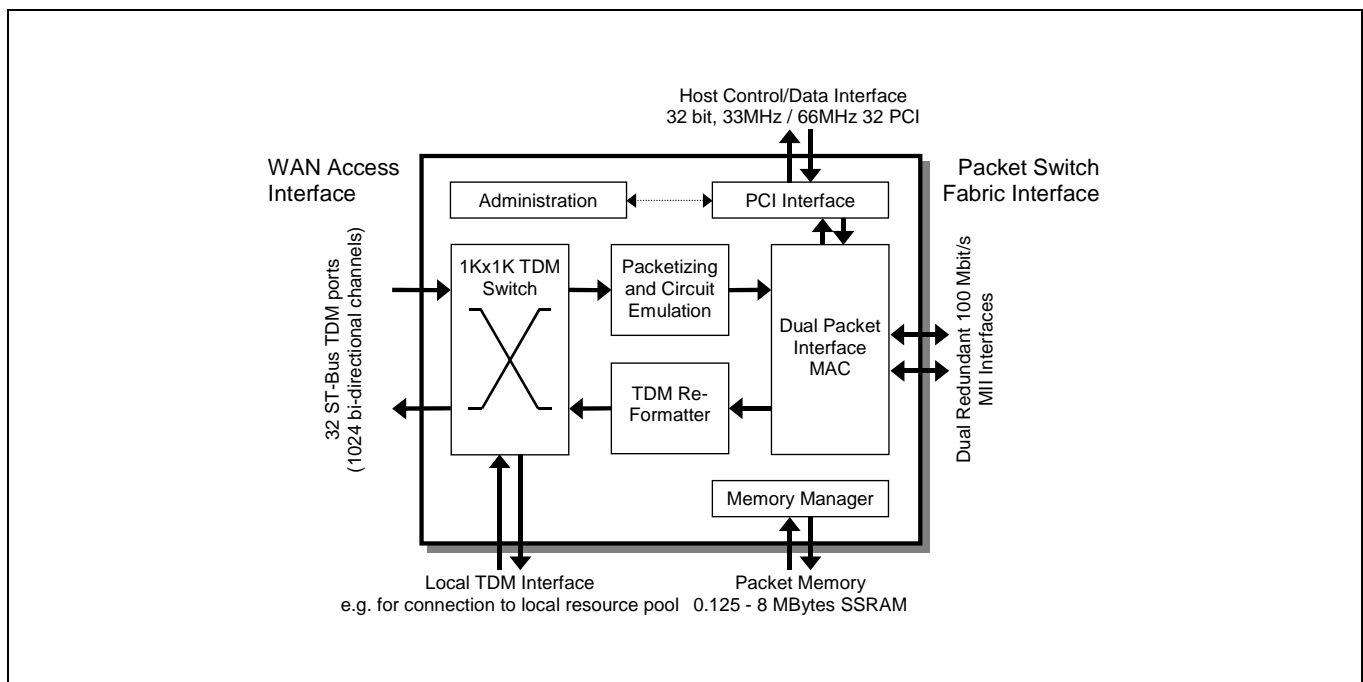 Host Control/Data Interface
32 bit, 33MHz / 66MHz 32 PCI
WAN Access
Interface
Packet Switch
Fabric Interface
Administration
PCI Interface
32 ST-Bus TDM ports
(1024 bi-directional channels)
1Kx1K TDM
Switch
Packetizing
and Circuit
Emulation
Dual Packet
Interface
MAC
TDM Re-
Formatter
Dual Redundant 100 Mbit/s
MII Interfaces
Memory Manager
Local TDM Interface
e.g. for connection to local resource pool
Packet Memory
0.125 - 8 MBytes SSRAM